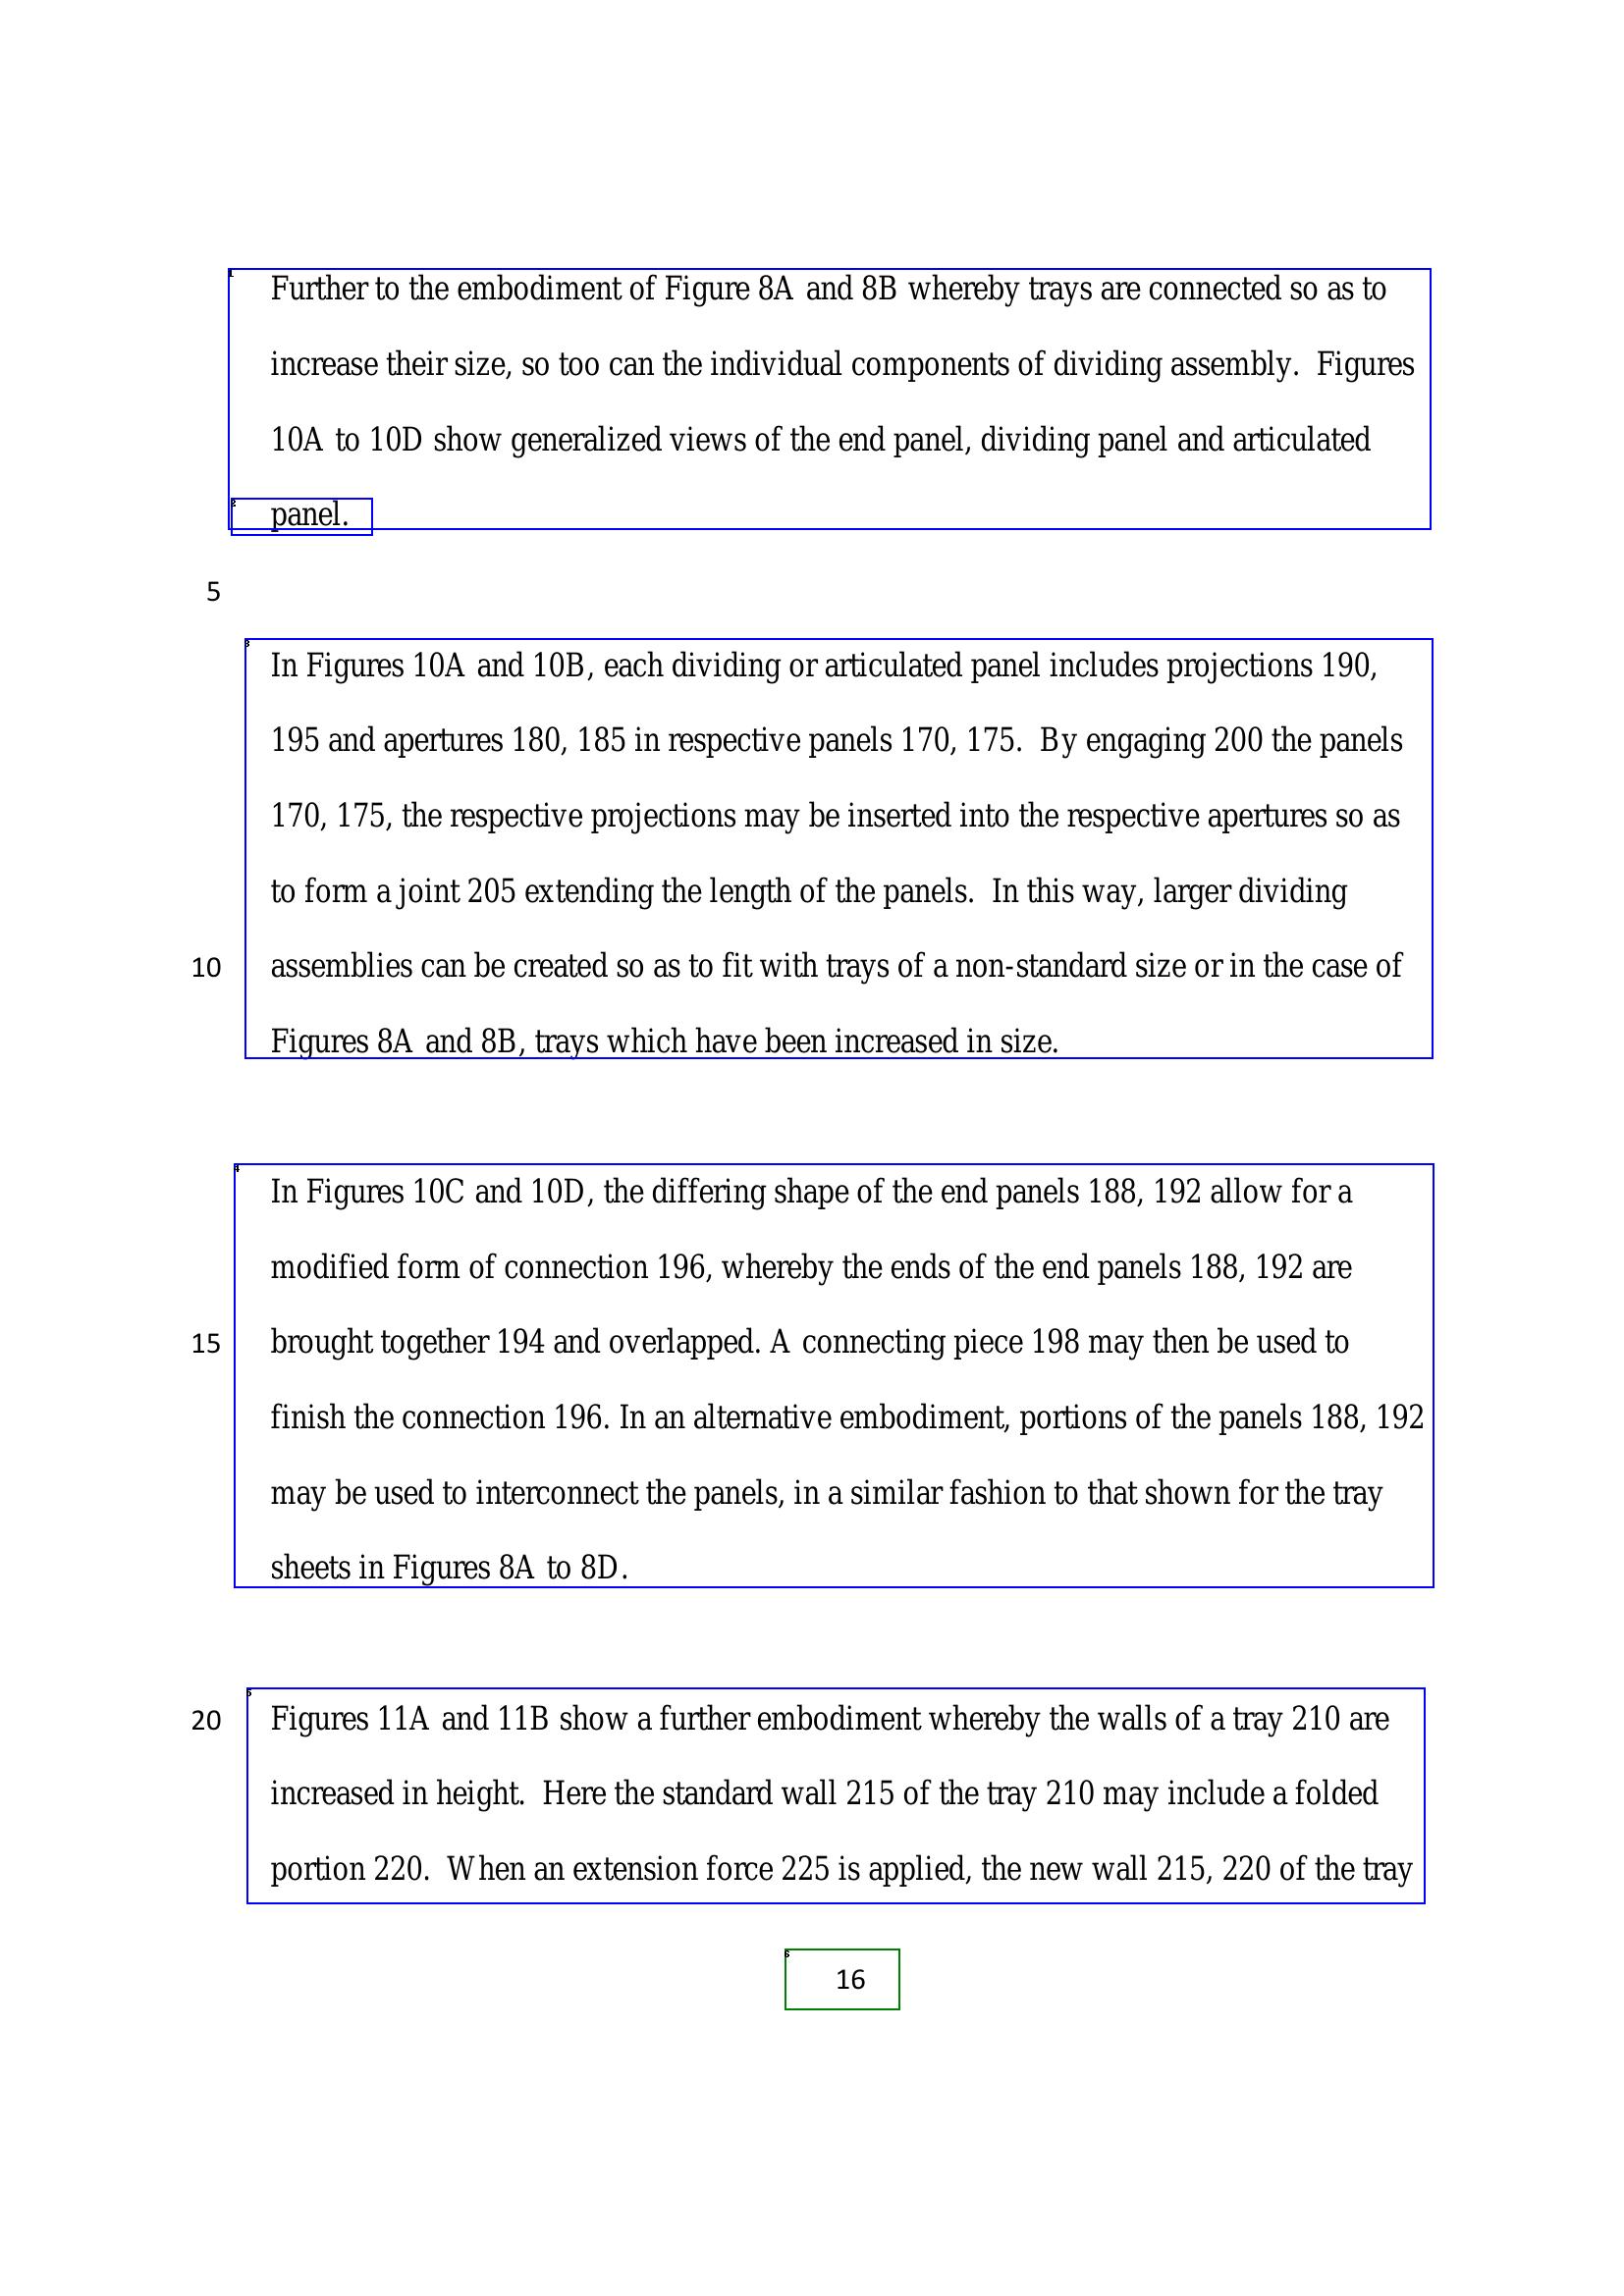 Further to the embodiment of Figure 8A and 8B whereby trays are connected so as to
increase their size, so too can the individual components of dividing assembly.  Figures
10A to 10D show generalized views of the end panel, dividing panel and articulated
panel.
5
In Figures 10A and 10B, each dividing or articulated panel includes projections 190,
195 and apertures 180, 185 in respective panels 170, 175.  By engaging 200 the panels
170, 175, the respective projections may be inserted into the respective apertures so as
to form a joint 205 extending the length of the panels.  In this way, larger dividing
10 assemblies can be created so as to fit with trays of a non-standard size or in the case of
Figures 8A and 8B, trays which have been increased in size.
In Figures 10C and 10D, the differing shape of the end panels 188, 192 allow for a
modified form of connection 196, whereby the ends of the end panels 188, 192 are
15 brought together 194 and overlapped. A connecting piece 198 may then be used to
finish the connection 196. In an alternative embodiment, portions of the panels 188, 192
may be used to interconnect the panels, in a similar fashion to that shown for the tray
sheets in Figures 8A to 8D.
20 Figures 11A and 11B show a further embodiment whereby the walls of a tray 210 are
increased in height.  Here the standard wall 215 of the tray 210 may include a folded
portion 220.  When an extension force 225 is applied, the new wall 215, 220 of the tray
16